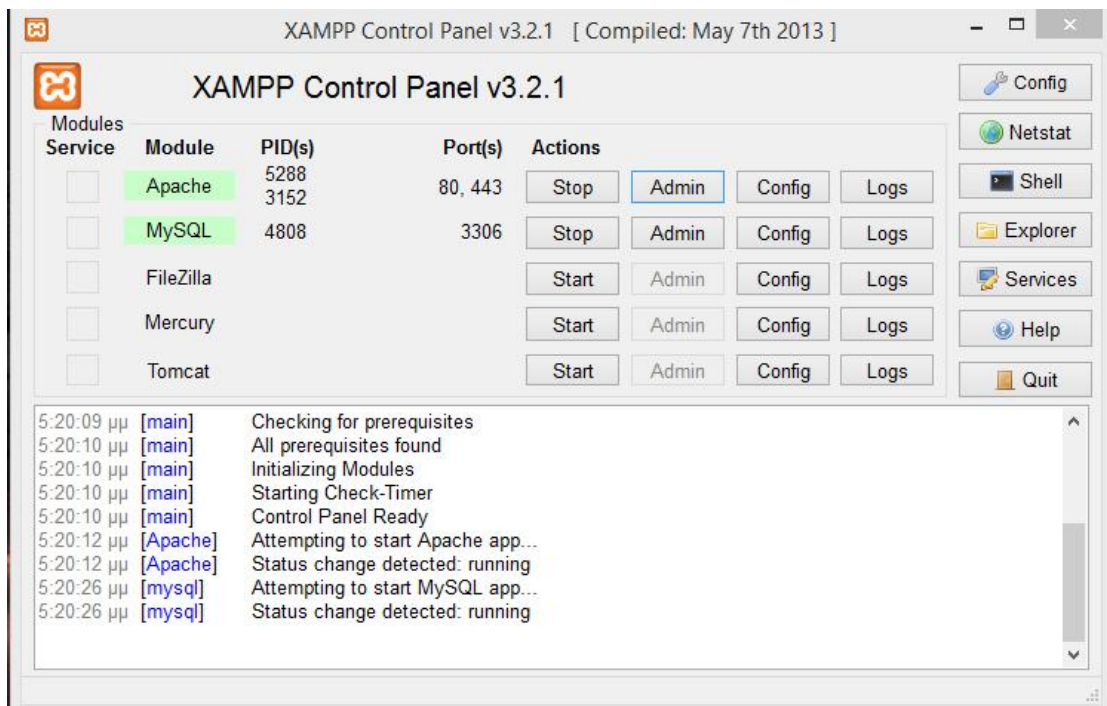 XAMPP Control Panel v3.2.1 [ Compiled: May 7th 2013 ]
XAMPP Control Panel v3.2.1
Config
Modules
Netstat
Service Module PID(s) Port(s) Actions
Apache 5288 3152 80, 443 Stop Admin Config Logs
Shell
MySQL 4808 3306 Stop Admin Config Logs
Explorer
FileZilla Start Admin Config Logs
Services
Mercury Start Admin Config Logs
Help
Tomcat Start Admin Config Logs
Quit
5:20:09 μμ [main] Checking for prerequisites
5:20:10 μμ [main] All prerequisites found
5:20:10 μμ [main] Initializing Modules
5:20:10 μμ [main] Starting Check-Timer
5:20:10 μμ [main] Control Panel Ready
5:20:12 μμ [Apache] Attempting to start Apache app...
5:20:12 μμ [Apache] Status change detected: running
5:20:26 μμ [mysql] Attempting to start MySQL app...
5:20:26 μμ [mysql] Status change detected: running